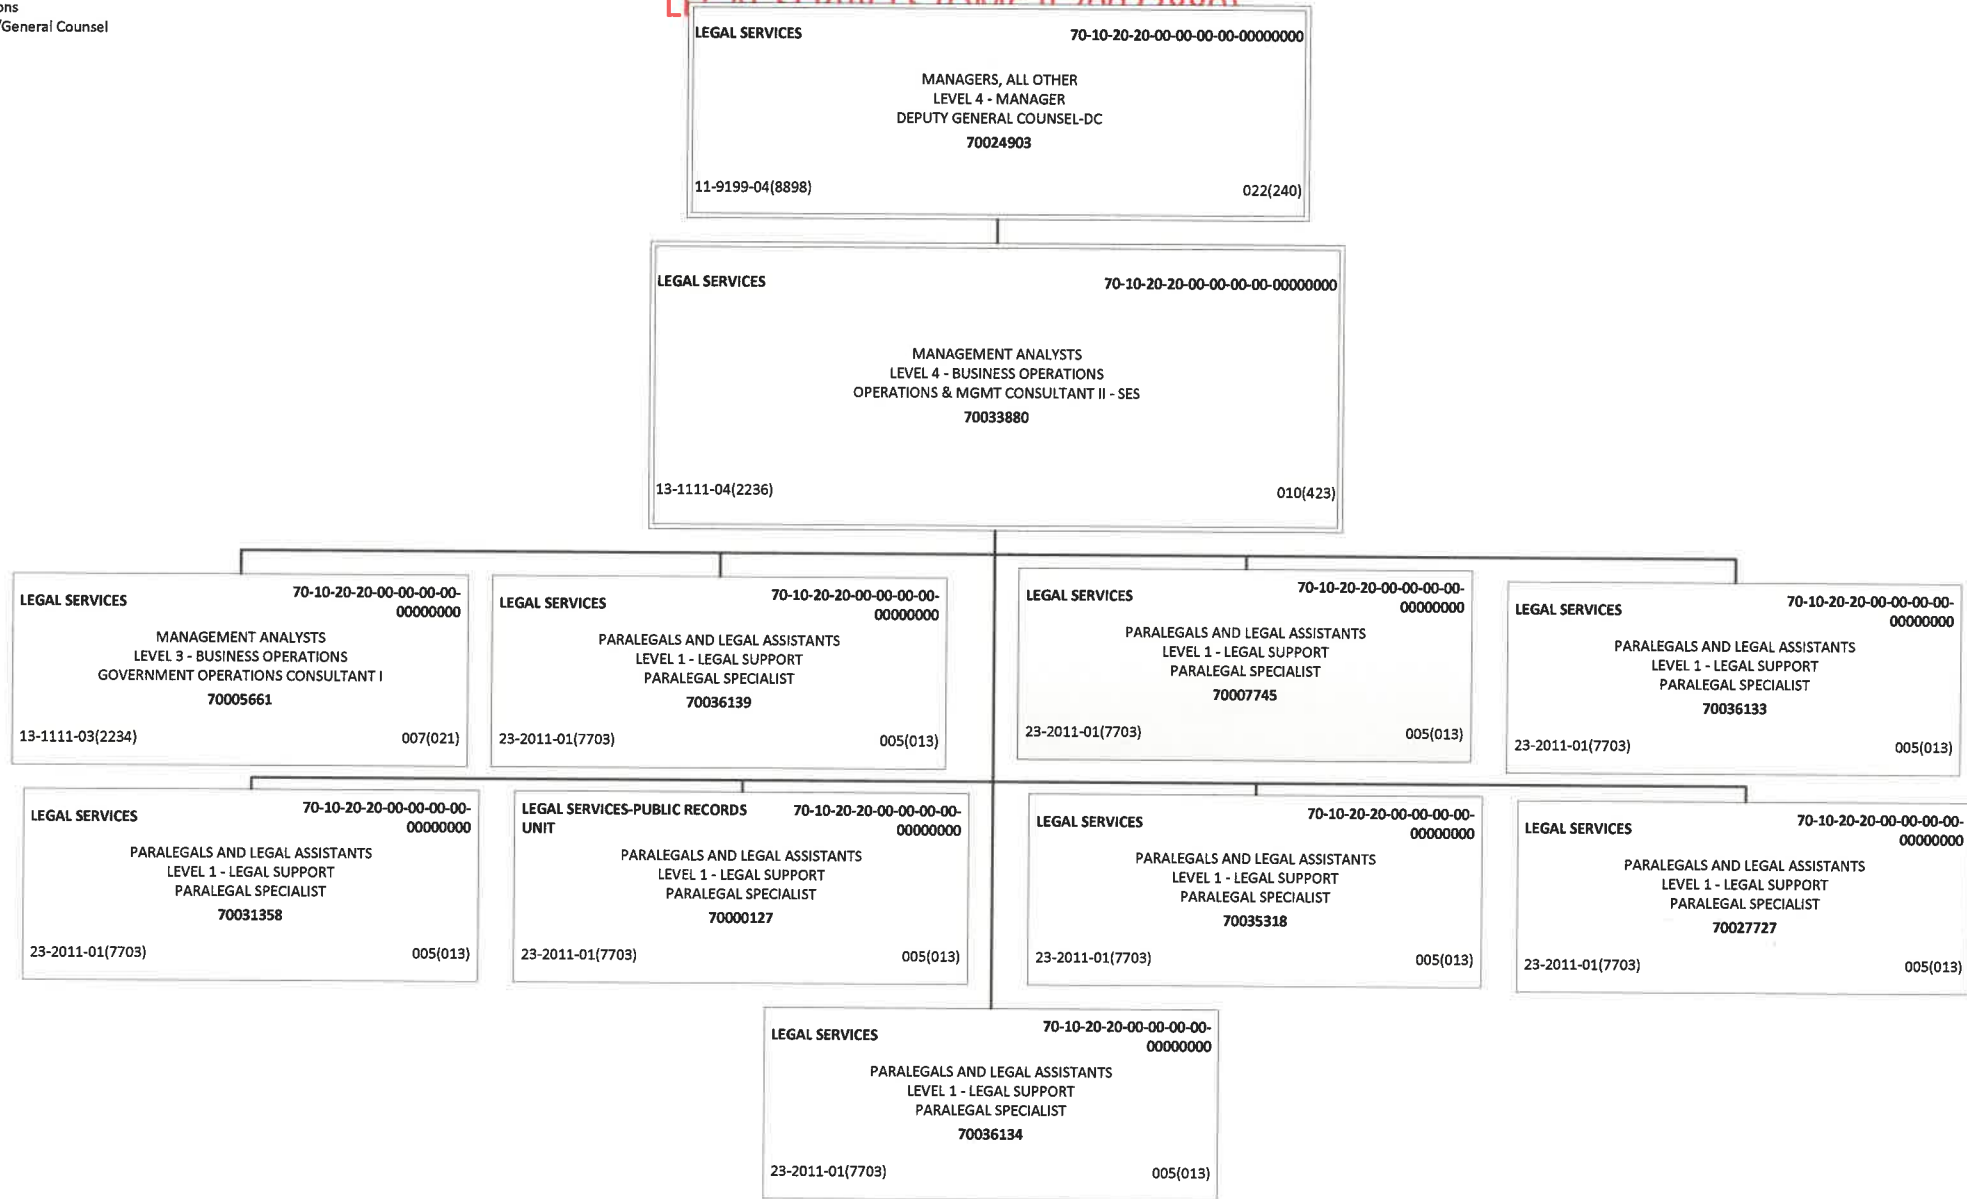 ons
/General Counsel
LEGAL SERVICES 70-10-20-20-00-00-00-00-00000000
MANAGERS, ALL OTHER
LEVEL 4 - MANAGER
DEPUTY GENERAL COUNSEL-DC
70024903
11-9199-04(8898) 022(240)
LEGAL SERVICES 70-10-20-20-00-00-00-00-00000000
MANAGEMENT ANALYSTS
LEVEL 4 - BUSINESS OPERATIONS
OPERATIONS & MGMT CONSULTANT II - SES
70033880
13-1111-04(2236) 010(423)
LEGAL SERVICES 70-10-20-20-00-00-00-00-
00000000
MANAGEMENT ANALYSTS
LEVEL 3 - BUSINESS OPERATIONS
GOVERNMENT OPERATIONS CONSULTANT I
70005661
13-1111-03(2234) 007(021)
LEGAL SERVICES 70-10-20-20-00-00-00-00-
00000000
PARALEGALS AND LEGAL ASSISTANTS
LEVEL 1 - LEGAL SUPPORT
PARALEGAL SPECIALIST
70036139
23-2011-01(7703) 005(013)
LEGAL SERVICES 70-10-20-20-00-00-00-00-
00000000
PARALEGALS AND LEGAL ASSISTANTS
LEVEL 1 - LEGAL SUPPORT
PARALEGAL SPECIALIST
70007745
23-2011-01(7703) 005(013)
LEGAL SERVICES 70-10-20-20-00-00-00-00-
00000000
PARALEGALS AND LEGAL ASSISTANTS
LEVEL 1 - LEGAL SUPPORT
PARALEGAL SPECIALIST
70036133
23-2011-01(7703) 005(013)
LEGAL SERVICES 70-10-20-20-00-00-00-00-
00000000
PARALEGALS AND LEGAL ASSISTANTS
LEVEL 1 - LEGAL SUPPORT
PARALEGAL SPECIALIST
70031358
23-2011-01(7703) 005(013)
LEGAL SERVICES-PUBLIC RECORDS 70-10-20-20-00-00-00-00-
UNIT 00000000
PARALEGALS AND LEGAL ASSISTANTS
LEVEL 1 - LEGAL SUPPORT
PARALEGAL SPECIALIST
70000127
23-2011-01(7703) 005(013)
LEGAL SERVICES 70-10-20-20-00-00-00-00-
00000000
PARALEGALS AND LEGAL ASSISTANTS
LEVEL 1 - LEGAL SUPPORT
PARALEGAL SPECIALIST
70035318
23-2011-01(7703) 005(013)
LEGAL SERVICES 70-10-20-20-00-00-00-00-
00000000
PARALEGALS AND LEGAL ASSISTANTS
LEVEL 1 - LEGAL SUPPORT
PARALEGAL SPECIALIST
70027727
23-2011-01(7703) 005(013)
LEGAL SERVICES 70-10-20-20-00-00-00-00-
00000000
PARALEGALS AND LEGAL ASSISTANTS
LEVEL 1 - LEGAL SUPPORT
PARALEGAL SPECIALIST
70036134
23-2011-01(7703) 005(013)